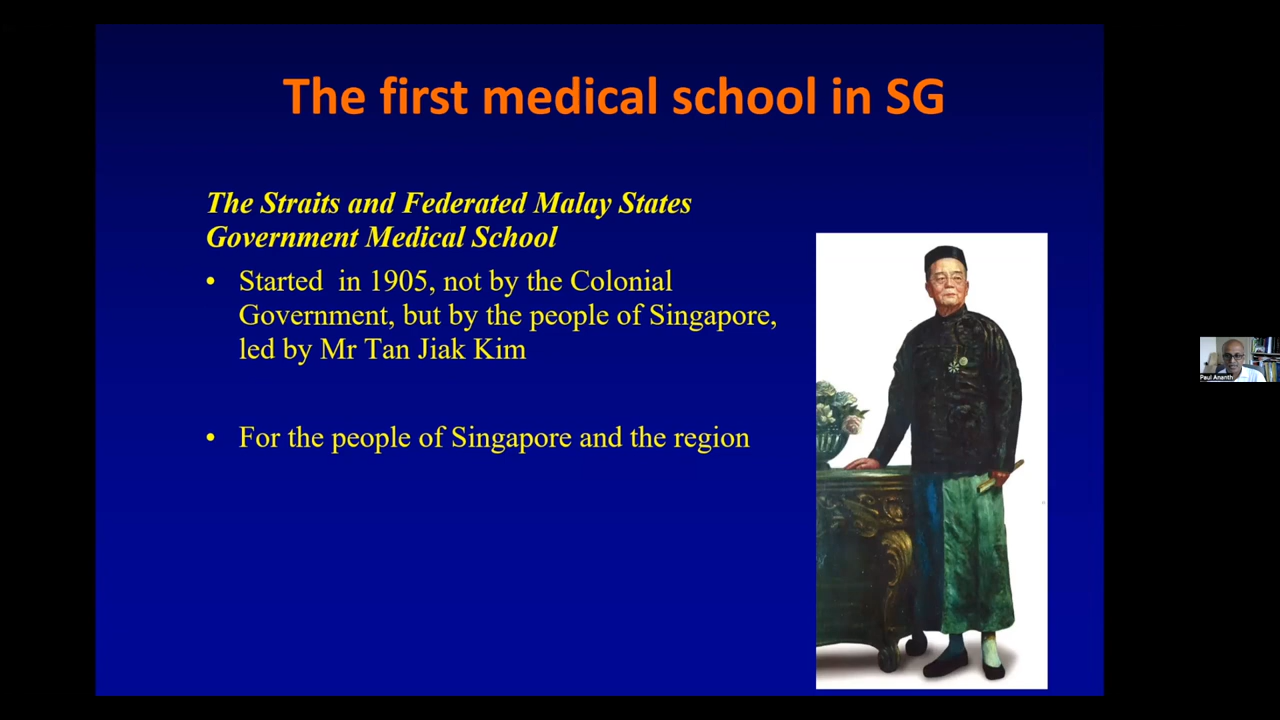 The first medical school in SG
The Straits and Federated Malay States
Government Medical School
• Started in 1905, not by the Colonial
Government, but by the people of Singapore,
led by Mr Tan Jiak Kim
• For the people of Singapore and the region
Paul Ananth